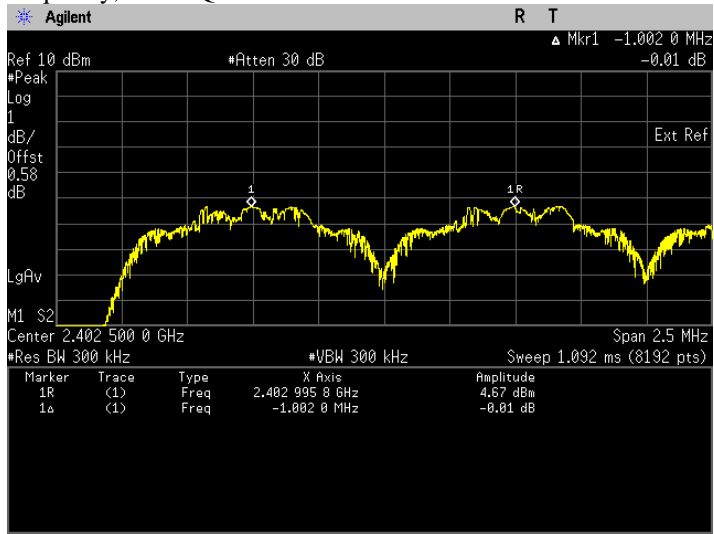 Agilent R T
Δ Mkr1 -1.002 0 MHz
Ref 10 dBm #Atten 30 dB -0.01 dB
#Peak
Log
1
dB/
Offst
0.58
dB
Ext Ref
1
1R
LgAv
M1 S2
Center 2.402 500 0 GHz Span 2.5 MHz
#Res BW 300 kHz #VBW 300 kHz Sweep 1.092 ms (8192 pts)
Marker Trace Type X Axis Amplitude
1R (1) Freq 2.402 995 8 GHz 4.67 dBm
1Δ (1) Freq -1.002 0 MHz -0.01 dB